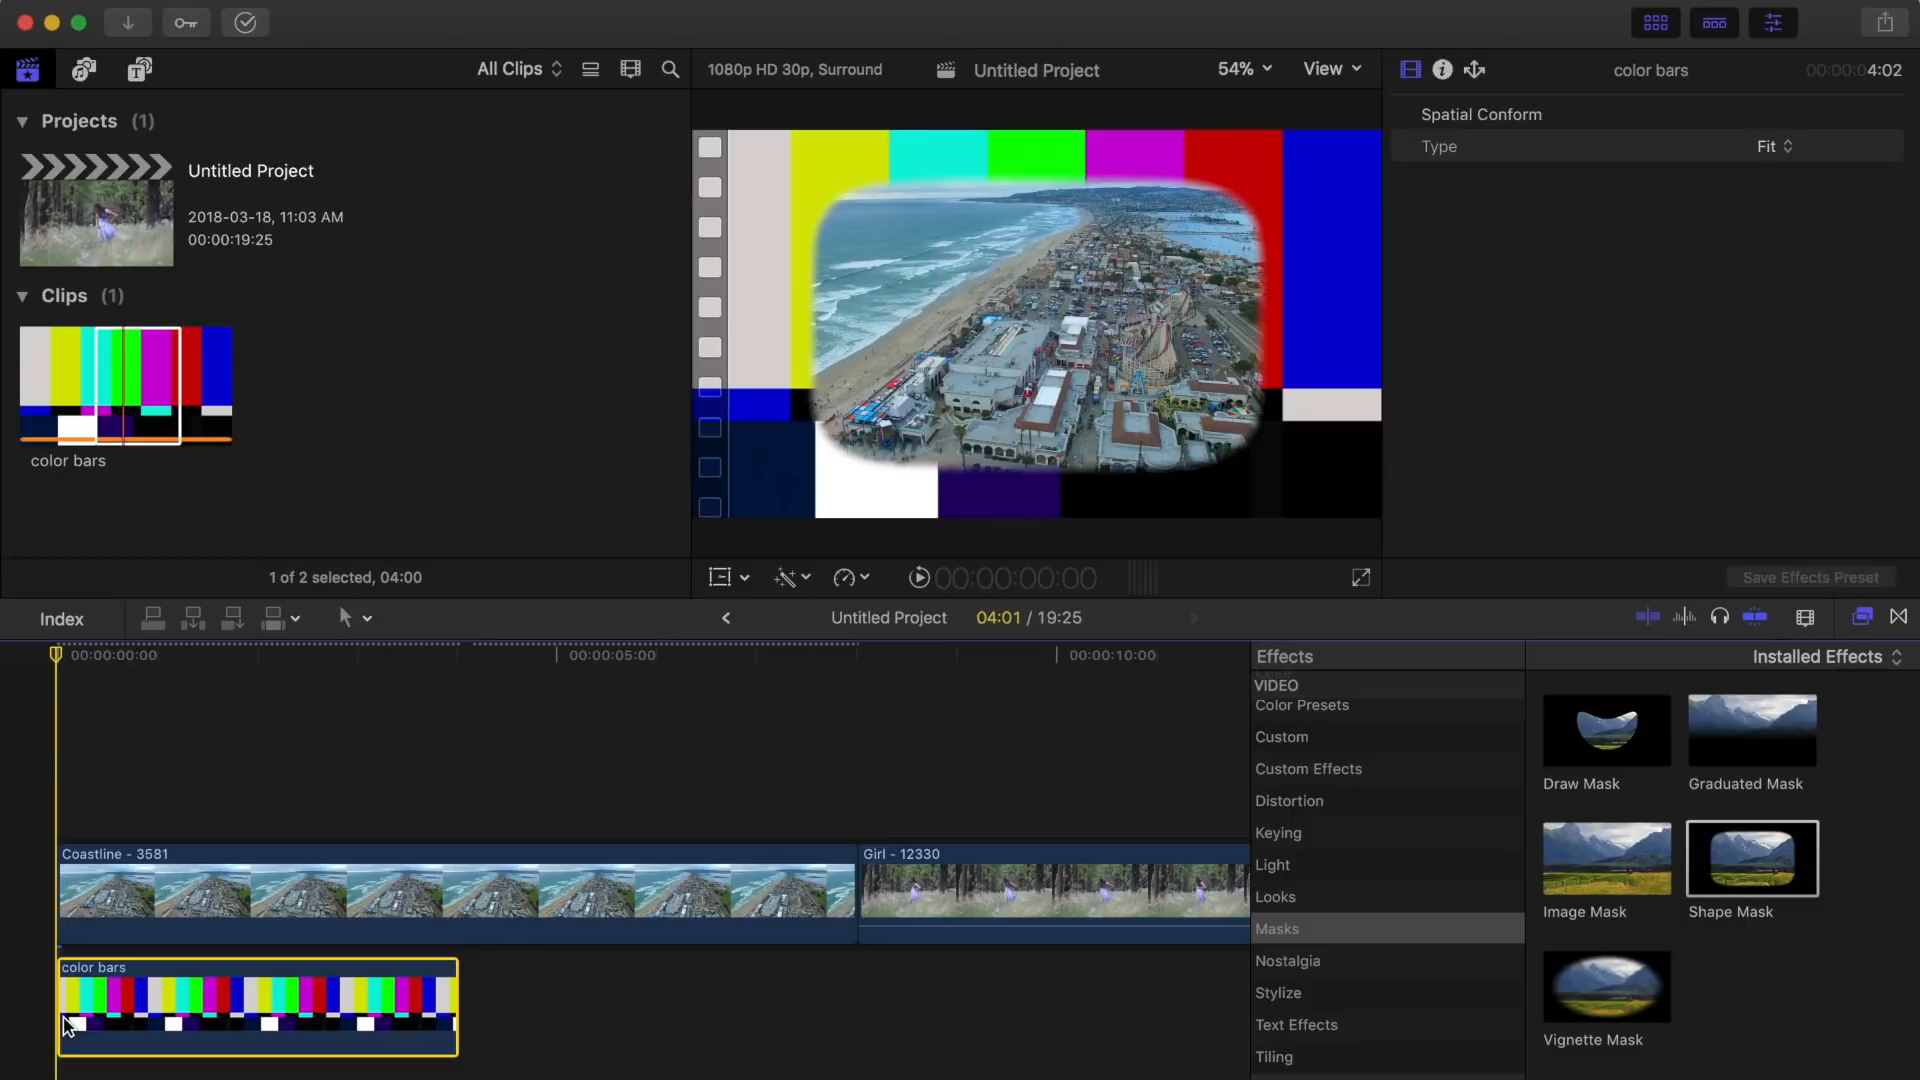 All Clips
1080p HD 30p, Surround
Untitled Project
54%
View
color bars
00:00:04:02
Projects (1)
Untitled Project
2018-03-18, 11:03 AM
00:00:19:25
Clips (1)
color bars
Spatial Conform
Type
Fit
1 of 2 selected, 04:00
00:00:00:00
Save Effects Preset
Index
Untitled Project
04:01 / 19:25
00:00:00:00
00:00:05:00
00:00:10:00
Coastline - 3581
Girl - 12330
color bars
Effects
Installed Effects
VIDEO
Color Presets
Custom
Custom Effects
Distortion
Keying
Light
Looks
Masks
Nostalgia
Stylize
Text Effects
Tiling
Draw Mask
Graduated Mask
Image Mask
Shape Mask
Vignette Mask